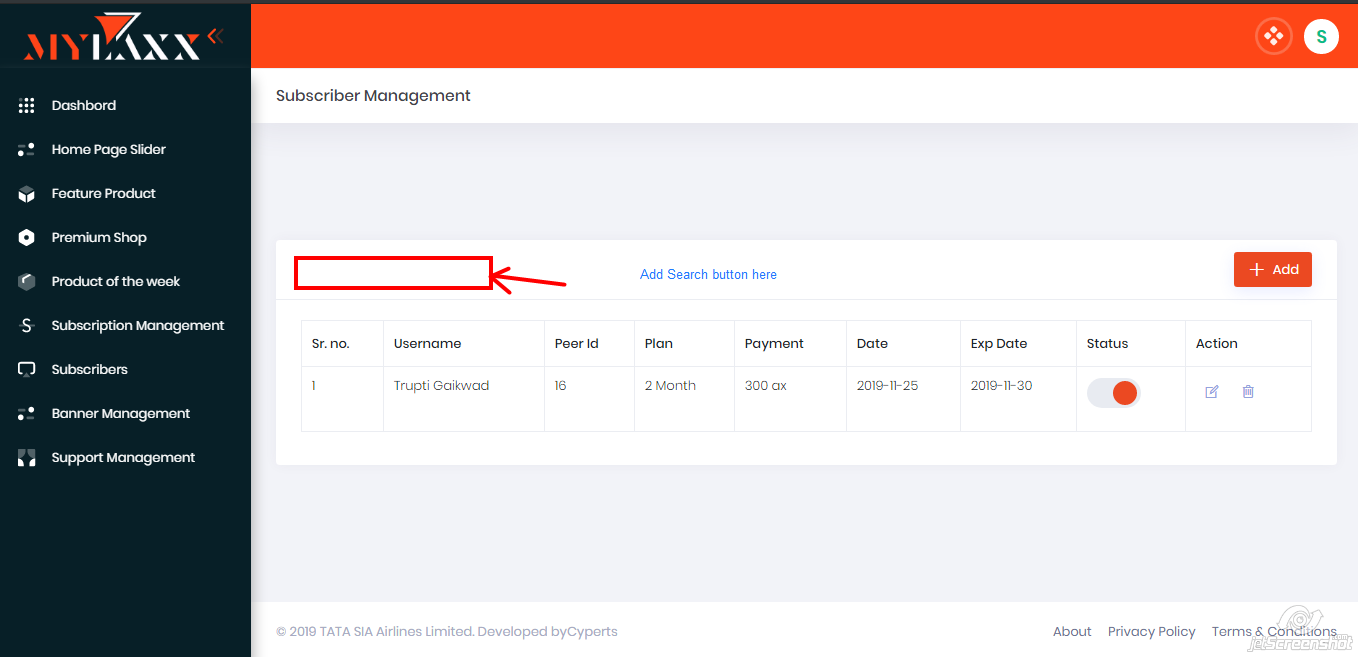 MYTAXX
S
Subscriber Management
Dashbord
Home Page Slider
Feature Product
Premium Shop
Product of the week
Subscription Management
Subscribers
Banner Management
Support Management
Add Search button here
Add
Sr. no. Username Peer Id Plan Payment Date Exp Date Status Action
1 Trupti Gaikwad 16 2 Month 300 ax 2019-11-25 2019-11-30
© 2019 TATA SIA Airlines Limited. Developed byCyperts
About Privacy Policy Terms & Conditions
jetScreenshot.com